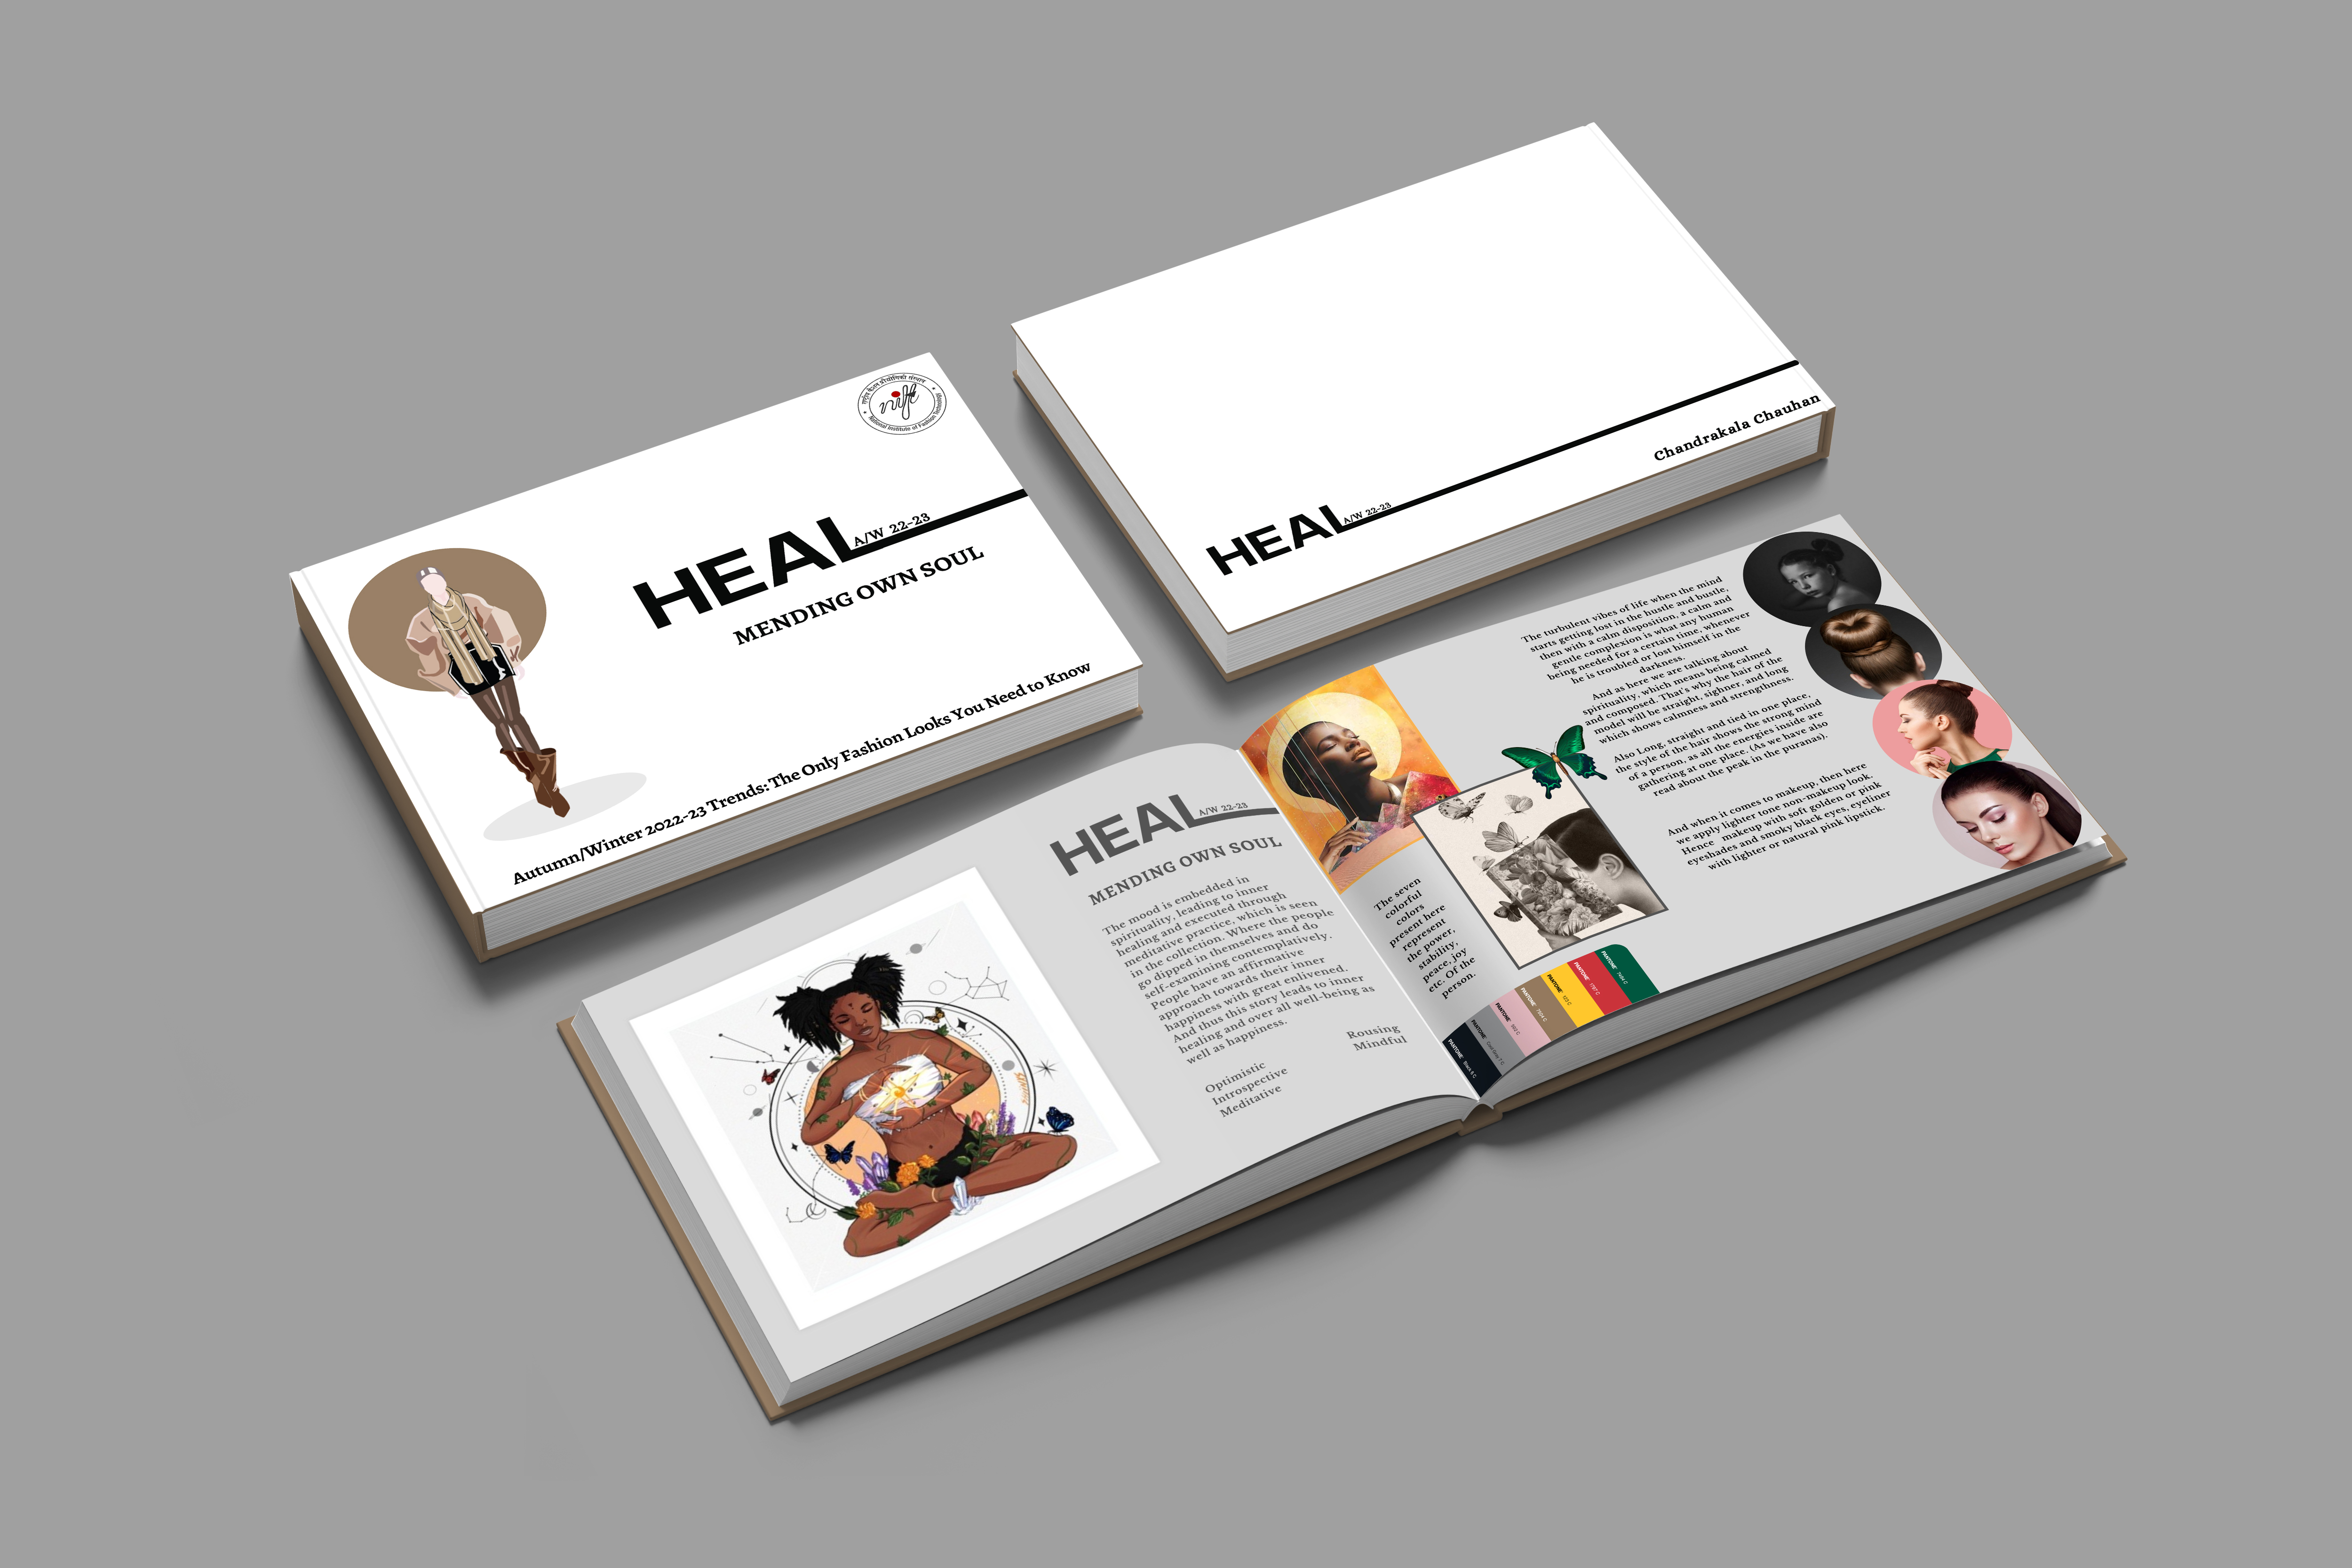 राष्ट्रीय फैशन प्रौद्योगिकी संस्थान
nift
National Institute of Fashion Technology
HEAL A/W 22-23
MENDING OWN SOUL
Autumn/Winter 2022-23 Trends: The Only Fashion Looks You Need to Know
HEAL A/W 22-23
Chandrakala Chauhan
HEAL A/W 22-23
MENDING OWN SOUL
The mood is embedded in
spirituality, leading to inner
healing and executed through
meditative practice, which is seen
in the collection. Where the people
go dipped in themselves and do
self-examining contemplatively.
People have an affirmative
approach towards their inner
happiness with great enlivened.
And thus this story leads to inner
healing and over all well-being as
well as happiness.
Rousing
Mindful
Optimistic
Introspective
Meditative
The seven
colorful
colors
present here
represent
the power,
stability,
peace, joy
etc. Of the
person.
PANTONE
Black 6 C
PANTONE
PANTONE
PANTONE
PANTONE
PANTONE
PANTONE
The turbulent vibes of life when the mind
starts getting lost in the hustle and bustle,
then with a calm disposition, a calm and
gentle complexion is what any human
being needed for a certain time, whenever
he is troubled or lost himself in the
darkness.
And as here we are talking about
spirituality, which means being calmed
and composed. That's why the hair of the
model will be straight, sighner, and long
which shows calmness and strengthness.
Also Long, straight and tied in one place,
the style of the hair shows the strong mind
of a person, as all the energies inside are
gathering at one place. (As we have also
read about the peak in the puranas).
And when it comes to makeup, then here
we apply lighter tone non-makeup look.
Hence makeup with soft golden or pink
eyeshades and smoky black eyes, eyeliner
with lighter or natural pink lipstick.